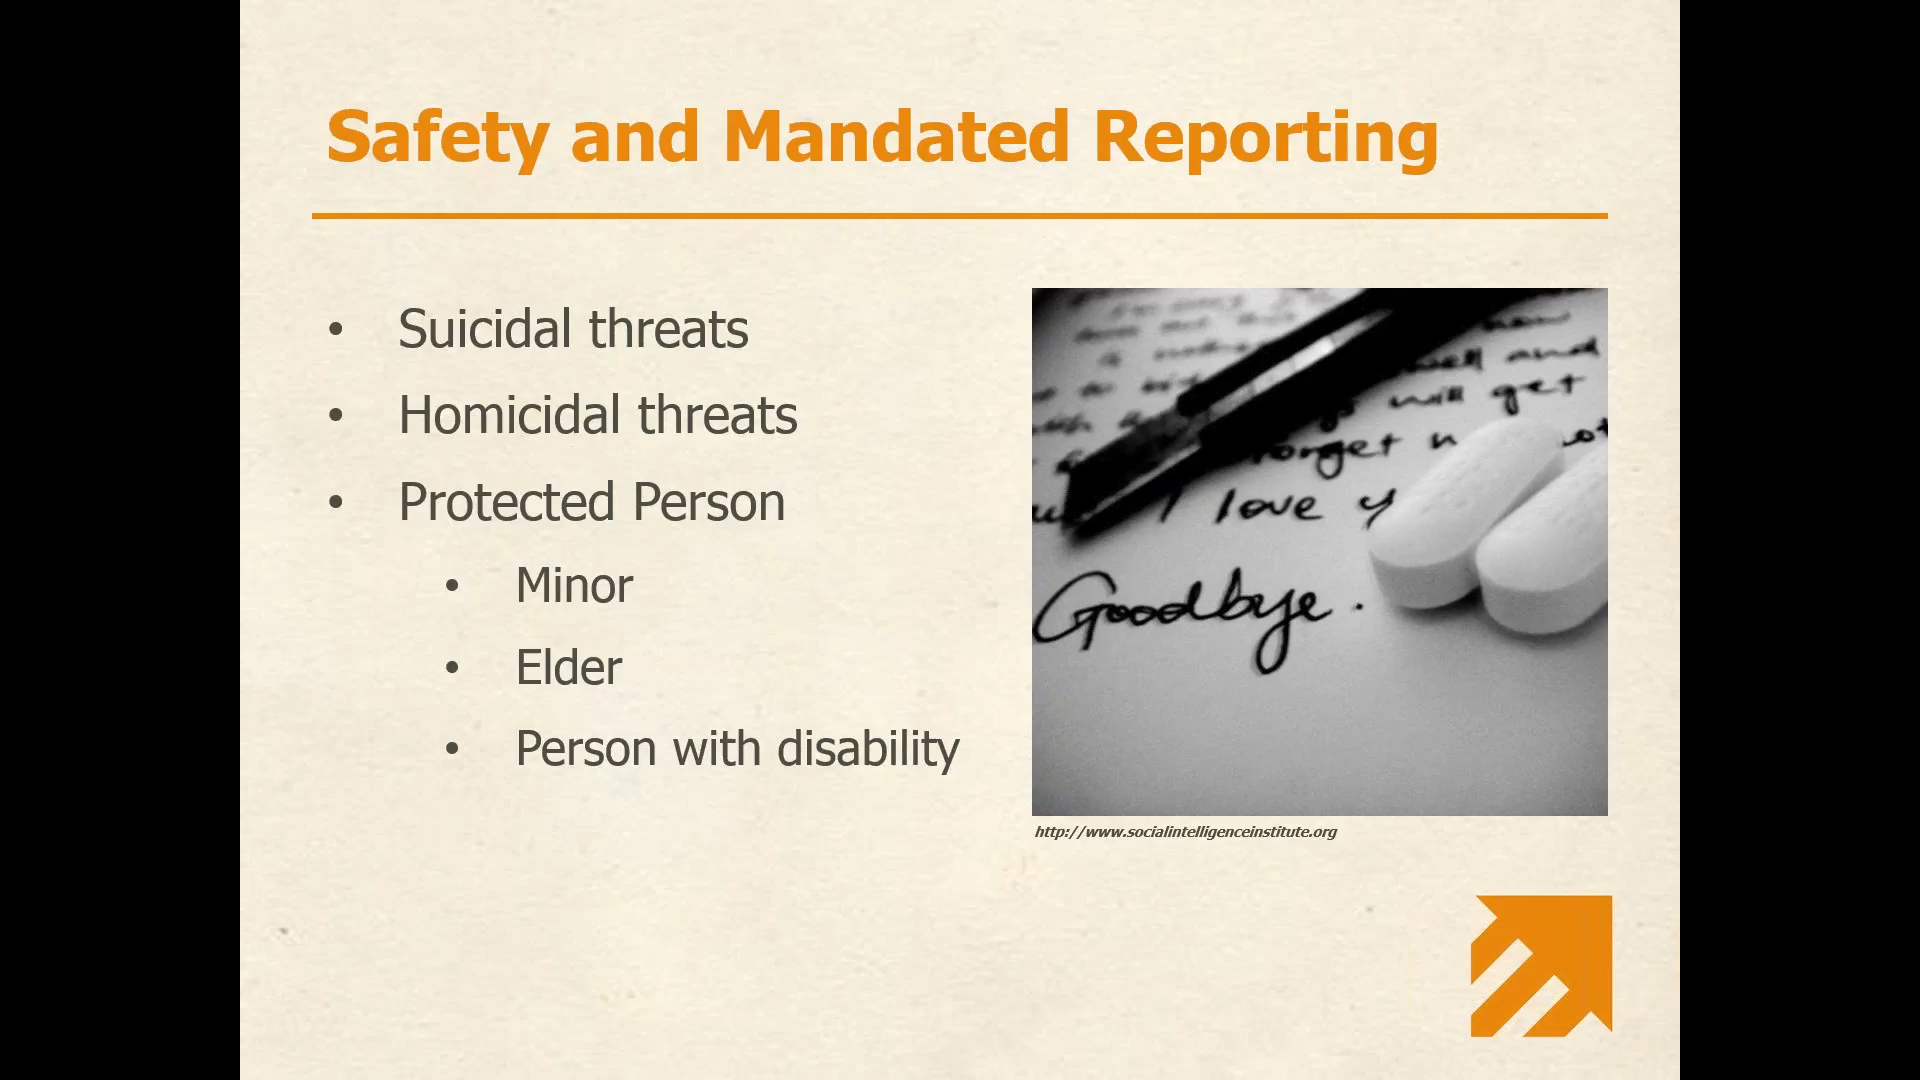 Safety and Mandated Reporting
• Suicidal threats
• Homicidal threats
• Protected Person
• Minor
• Elder
• Person with disability
and
will get
I love
Goodbye.
http://www.socialintelligenceinstitute.org